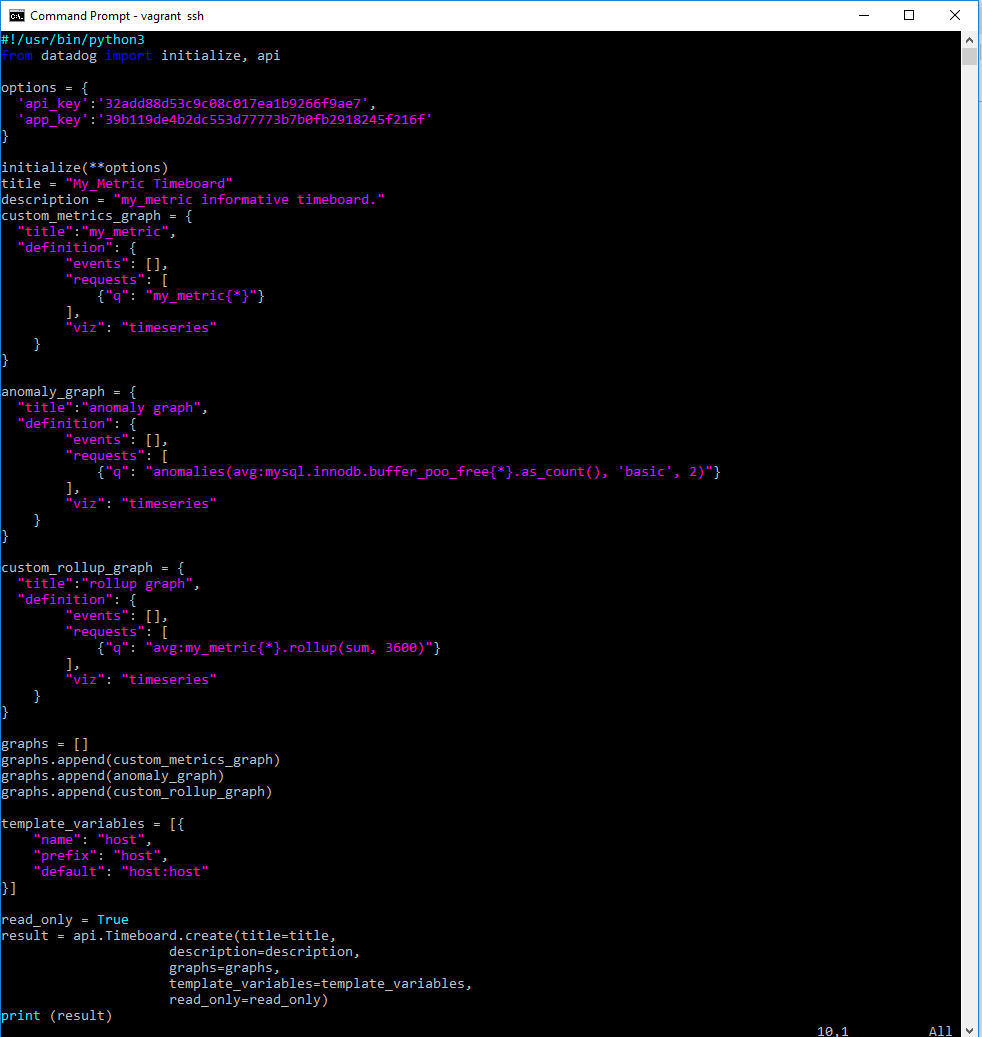 Command Prompt - vagrant ssh
#!/usr/bin/python3
from datadog import initialize, api

options = {
  'api_key':'32add88d53c9c08c017ea1b9266f9ae7',
  'app_key':'39b119de4b2dc553d77773b7b0fb2918245f216f'
}

initialize(**options)
title = "My_Metric Timeboard"
description = "my_metric informative timeboard."
custom_metrics_graph = {
  "title":"my_metric",
  "definition": {
        "events": [],
        "requests": [
            {"q": "my_metric{*}"}
        ],
        "viz": "timeseries"
    }
}

anomaly_graph = {
  "title":"anomaly graph",
  "definition": {
        "events": [],
        "requests": [
            {"q": "anomalies(avg:mysql.innodb.buffer_poo_free{*}.as_count(), 'basic', 2)"}
        ],
        "viz": "timeseries"
    }
}

custom_rollup_graph = {
  "title":"rollup graph",
  "definition": {
        "events": [],
        "requests": [
            {"q": "avg:my_metric{*}.rollup(sum, 3600)"}
        ],
        "viz": "timeseries"
    }
}

graphs = []
graphs.append(custom_metrics_graph)
graphs.append(anomaly_graph)
graphs.append(custom_rollup_graph)

template_variables = [{
    "name": "host",
    "prefix": "host",
    "default": "host:host"
}]

read_only = True
result = api.Timeboard.create(title=title,
                     description=description,
                     graphs=graphs,
                     template_variables=template_variables,
                     read_only=read_only)
print (result)
10,1 All